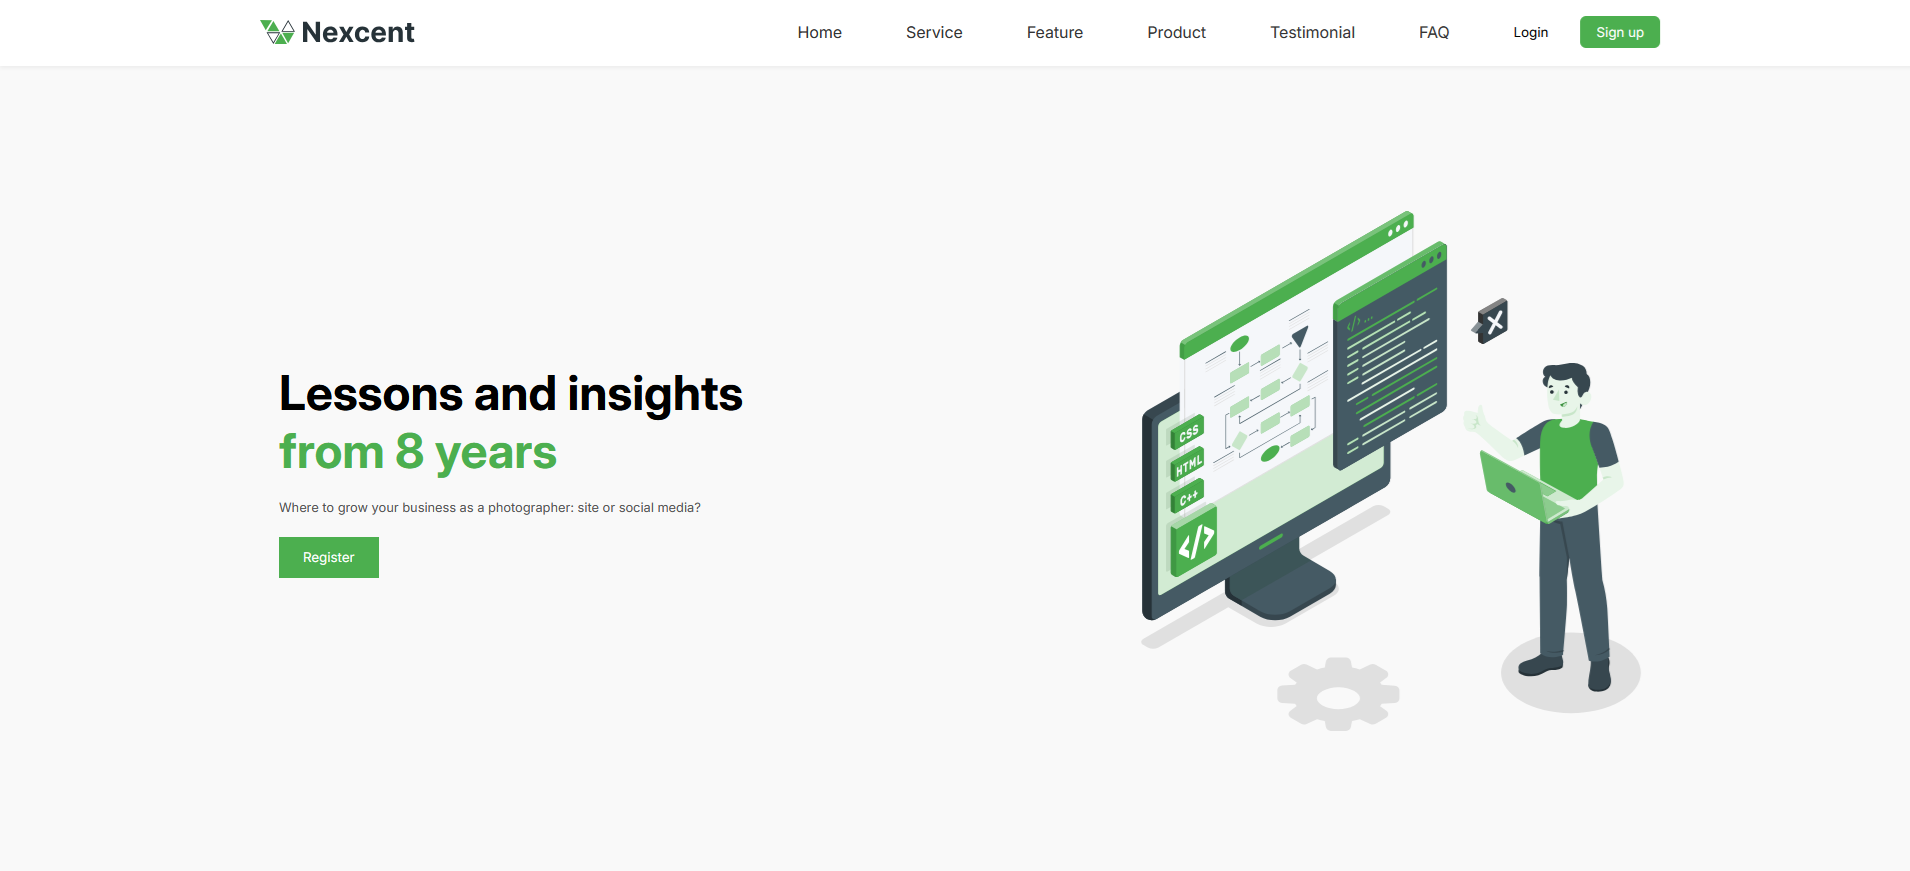 Nexcent
Home Service Feature Product Testimonial FAQ Login Sign up
Lessons and insights
from 8 years
Where to grow your business as a photographer: site or social media?
Register
</> ...
CSS
HTML
C++
</>